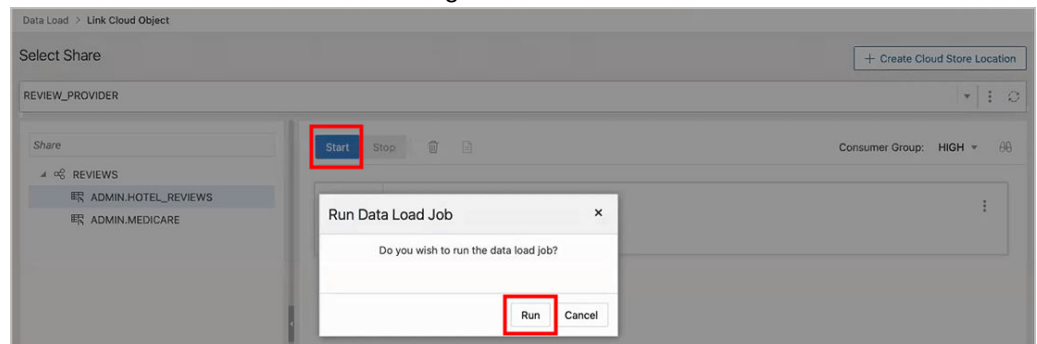 Data Load > Link Cloud Object
Select Share
+ Create Cloud Store Location
REVIEW_PROVIDER
Share
Start Stop
Consumer Group: HIGH
REVIEWS
ADMIN.HOTEL_REVIEWS
ADMIN.MEDICARE
Run Data Load Job
Do you wish to run the data load job?
Run Cancel